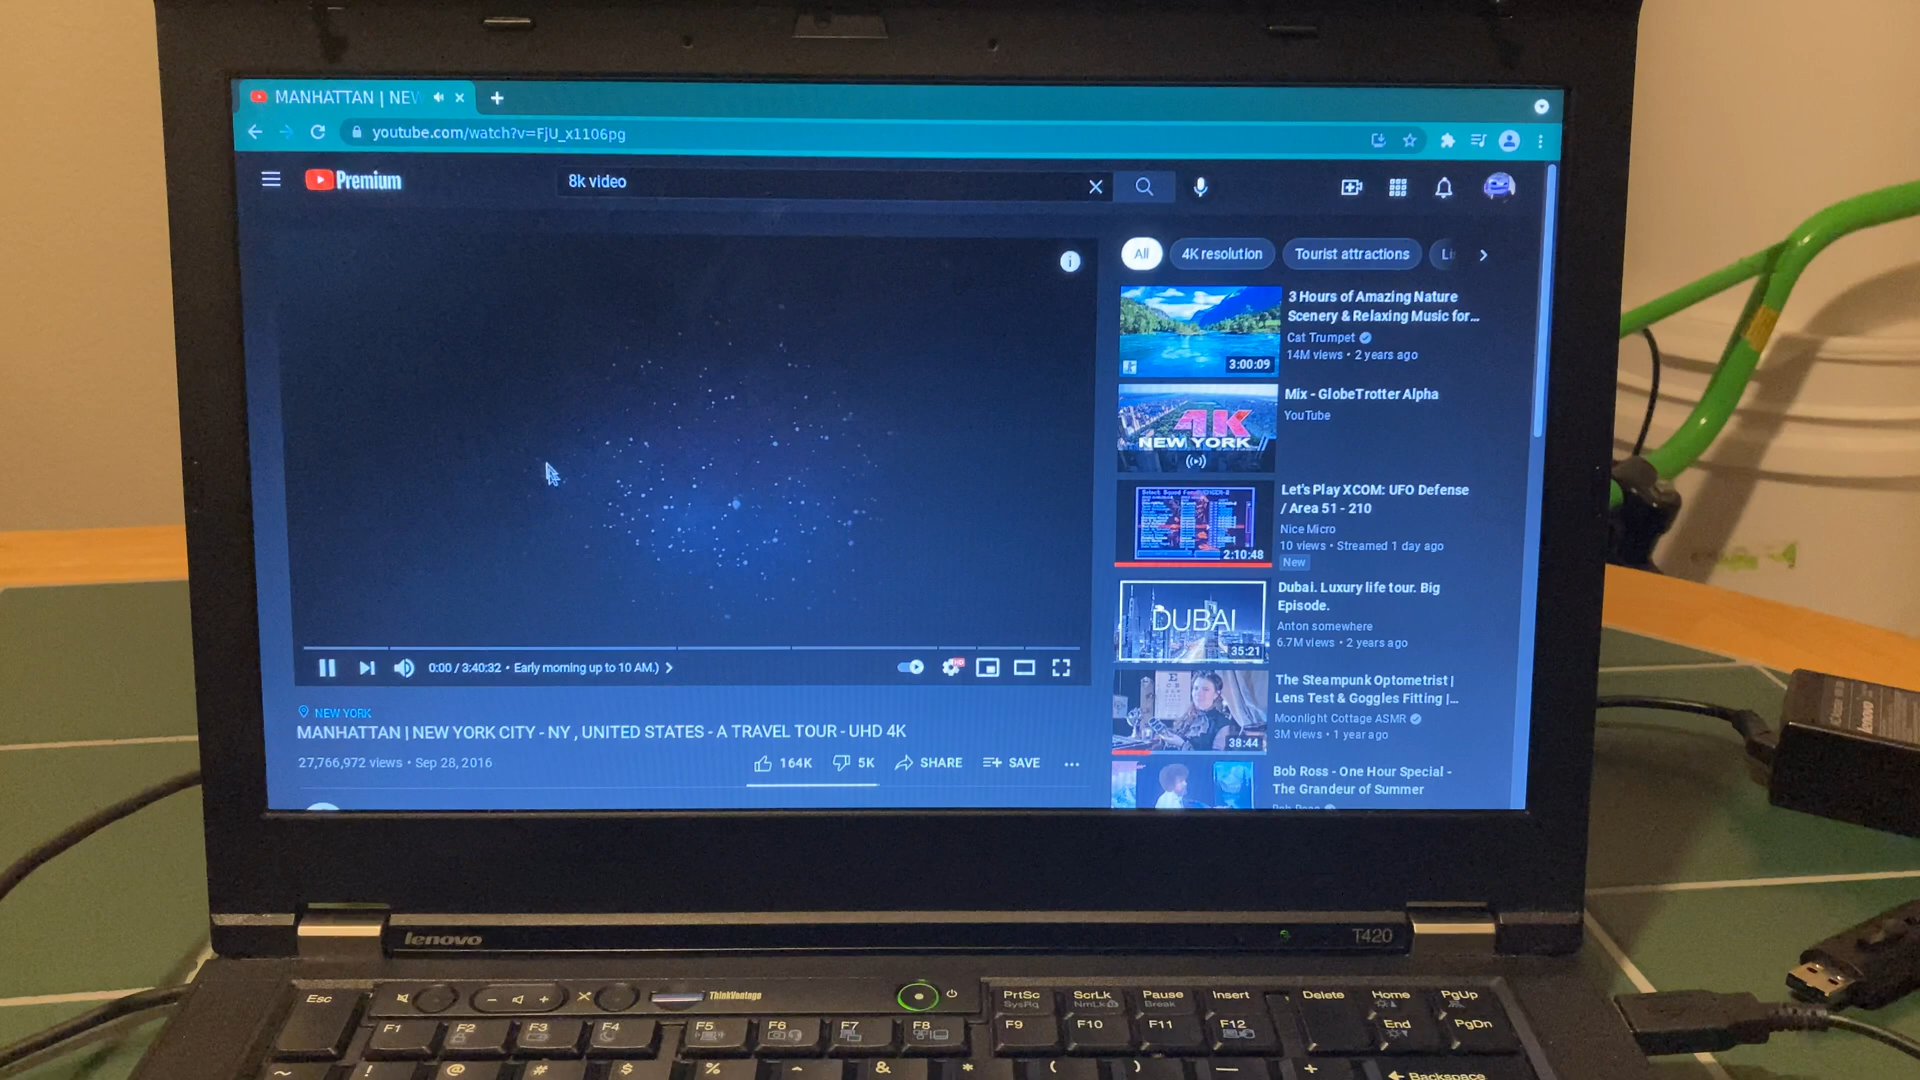 MANHATTAN | NEW
youtube.com/watch?v=FjU_x1106pg
Premium
8k video
All
4K resolution
Tourist attractions
Li
3 Hours of Amazing Nature
Scenery & Relaxing Music for...
Cat Trumpet
14M views • 2 years ago
3:00:09
Mix - GlobeTrotter Alpha
YouTube
4K
NEW YORK
Let's Play XCOM: UFO Defense
/ Area 51 - 210
Nice Micro
10 views • Streamed 1 day ago
New
2:10:48
Dubai. Luxury life tour. Big
Episode.
Anton somewhere
6.7M views • 2 years ago
DUBAI
35:21
The Steampunk Optometrist |
Lens Test & Goggles Fitting |...
Moonlight Cottage ASMR
3M views • 1 year ago
38:44
Bob Ross - One Hour Special -
The Grandeur of Summer
Bob Ross
0:00 / 3:40:32 • Early morning up to 10 AM.)
HD
NEW YORK
MANHATTAN | NEW YORK CITY - NY , UNITED STATES - A TRAVEL TOUR - UHD 4K
27,766,972 views • Sep 28, 2016
164K
5K
SHARE
SAVE
lenovo
T420
lenovo
Esc
ThinkVantage
PrtSc
SysRq
ScrLk
NmLk
Pause
Break
Insert
Delete
Home
PgUp
F1
F2
F3
F4
F5
F6
F7
F8
F9
F10
F11
F12
End
PgDn
~ ! @ # $ % ^ & * ( ) — +
Backspace